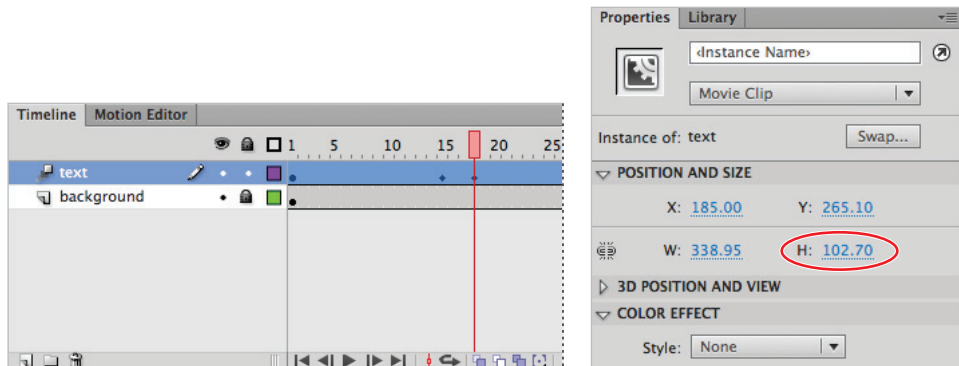 Timeline Motion Editor
1 5 10 15 20 25
text
background
Properties Library
‹Instance Name›
Movie Clip
Instance of: text Swap...
POSITION AND SIZE
X: 185.00 Y: 265.10
W: 338.95 H: 102.70
3D POSITION AND VIEW
COLOR EFFECT
Style: None